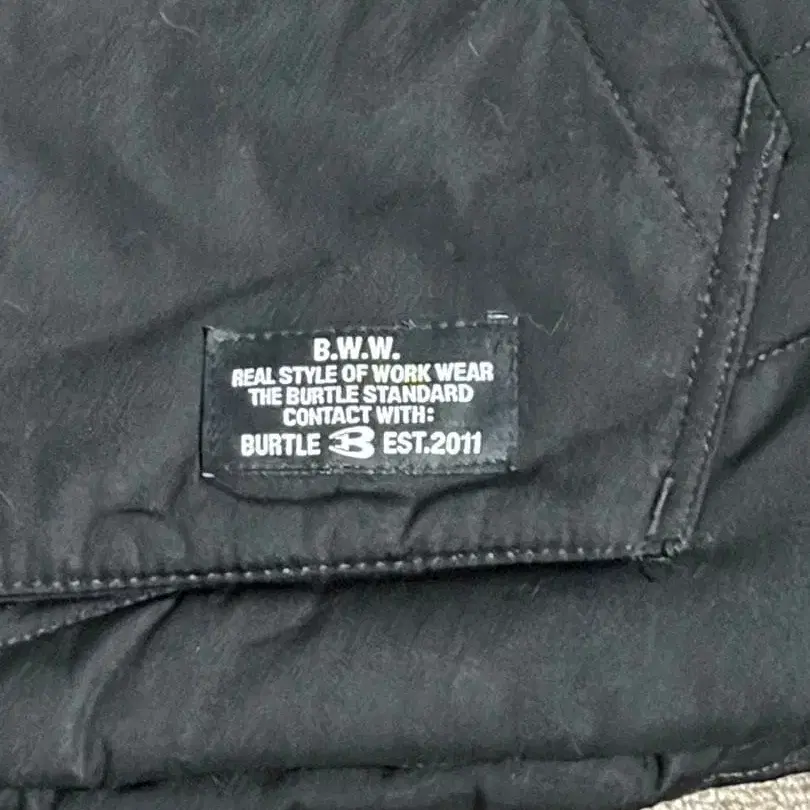 B.W.W.
REAL STYLE OF WORK WEAR
THE BURTLE STANDARD
CONTACT WITH:
BURTLE B EST.2011